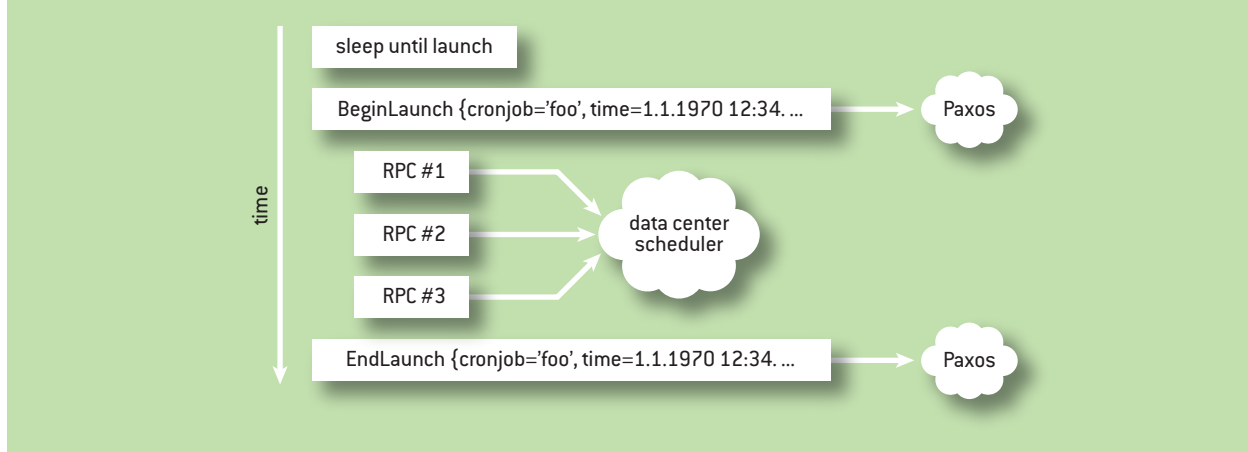 sleep until launch
BeginLaunch {cronjob=’foo’, time=1.1.1970 12:34. ...
Paxos
RPC #1
time
RPC #2
data center
scheduler
RPC #3
EndLaunch {cronjob=’foo’, time=1.1.1970 12:34. ...
Paxos